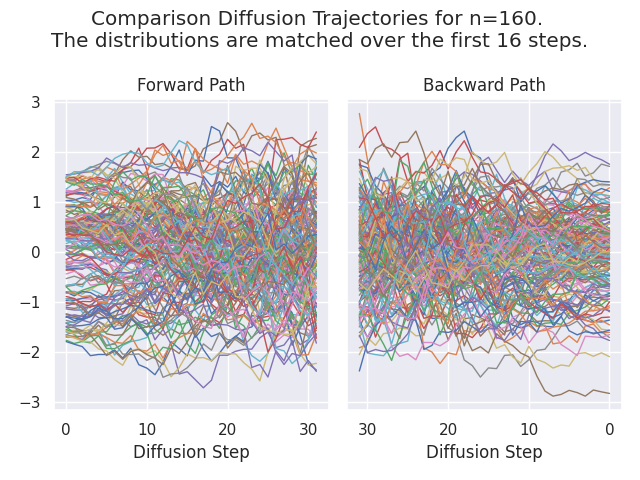 Comparison Diffusion Trajectories for n=160.
The distributions are matched over the first 16 steps.
Forward Path
Backward Path
3
2
1
0
−1
−2
−3
0 10 20 30
30 20 10 0
Diffusion Step
Diffusion Step